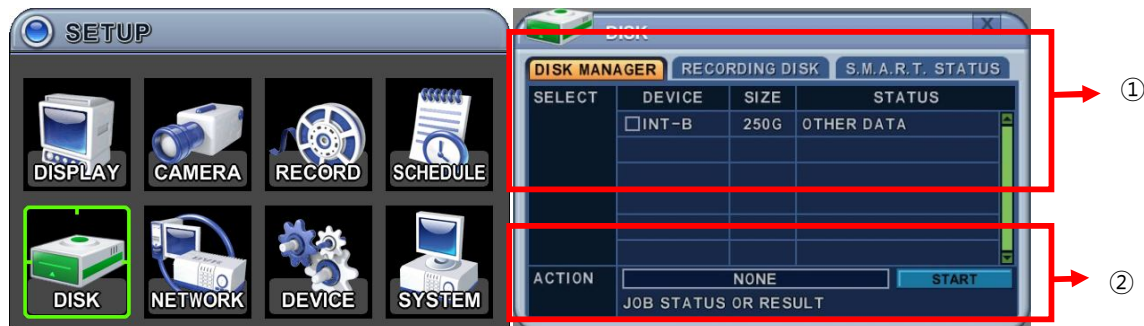 SETUP
DISPLAY CAMERA RECORD SCHEDULE
DISK NETWORK DEVICE SYSTEM
DISK X
DISK MANAGER RECORDING DISK S.M.A.R.T. STATUS
SELECT DEVICE SIZE STATUS
INT-B 250G OTHER DATA
ACTION NONE START
JOB STATUS OR RESULT
①
②